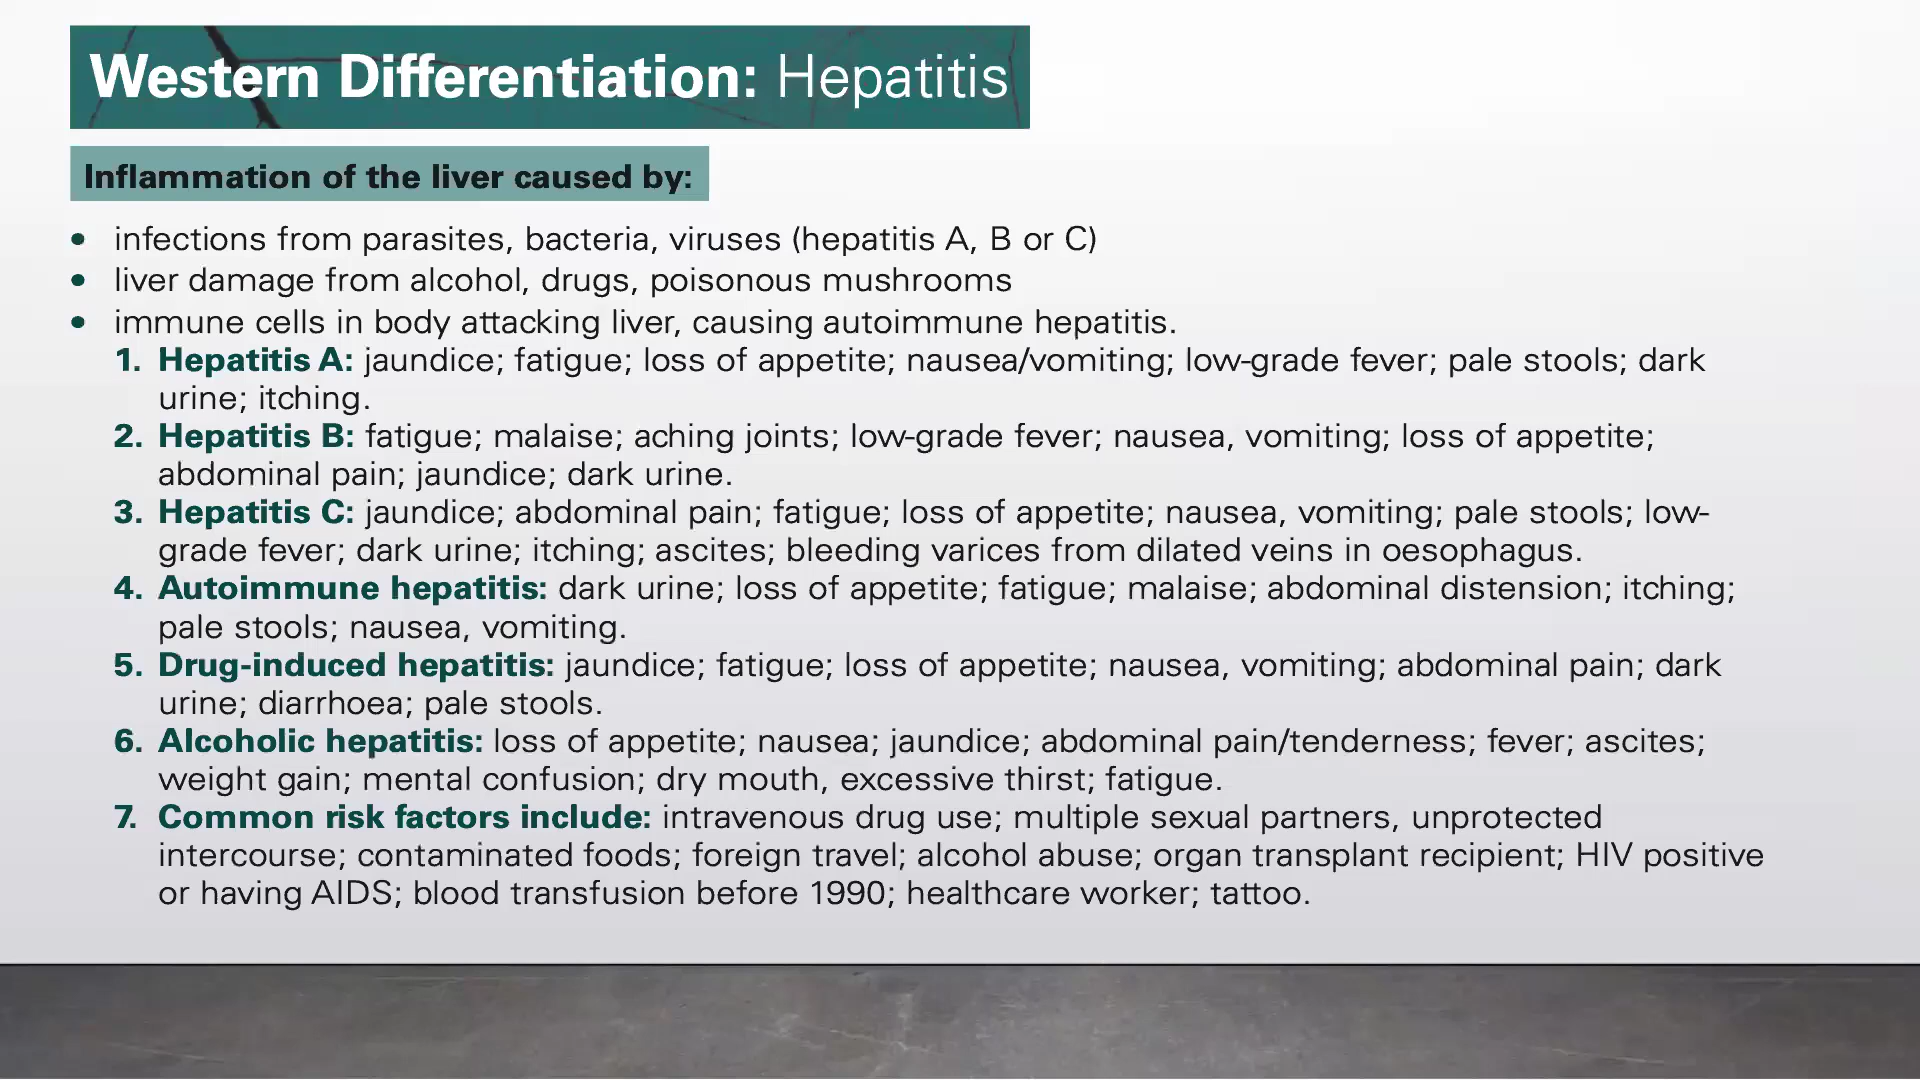 Western Differentiation: Hepatitis
Inflammation of the liver caused by:
• infections from parasites, bacteria, viruses (hepatitis A, B or C)
• liver damage from alcohol, drugs, poisonous mushrooms
• immune cells in body attacking liver, causing autoimmune hepatitis.
1. Hepatitis A: jaundice; fatigue; loss of appetite; nausea/vomiting; low-grade fever; pale stools; dark
urine; itching.
2. Hepatitis B: fatigue; malaise; aching joints; low-grade fever; nausea, vomiting; loss of appetite;
abdominal pain; jaundice; dark urine.
3. Hepatitis C: jaundice; abdominal pain; fatigue; loss of appetite; nausea, vomiting; pale stools; low-
grade fever; dark urine; itching; ascites; bleeding varices from dilated veins in oesophagus.
4. Autoimmune hepatitis: dark urine; loss of appetite; fatigue; malaise; abdominal distension; itching;
pale stools; nausea, vomiting.
5. Drug-induced hepatitis: jaundice; fatigue; loss of appetite; nausea, vomiting; abdominal pain; dark
urine; diarrhoea; pale stools.
6. Alcoholic hepatitis: loss of appetite; nausea; jaundice; abdominal pain/tenderness; fever; ascites;
weight gain; mental confusion; dry mouth, excessive thirst; fatigue.
7. Common risk factors include: intravenous drug use; multiple sexual partners, unprotected
intercourse; contaminated foods; foreign travel; alcohol abuse; organ transplant recipient; HIV positive
or having AIDS; blood transfusion before 1990; healthcare worker; tattoo.